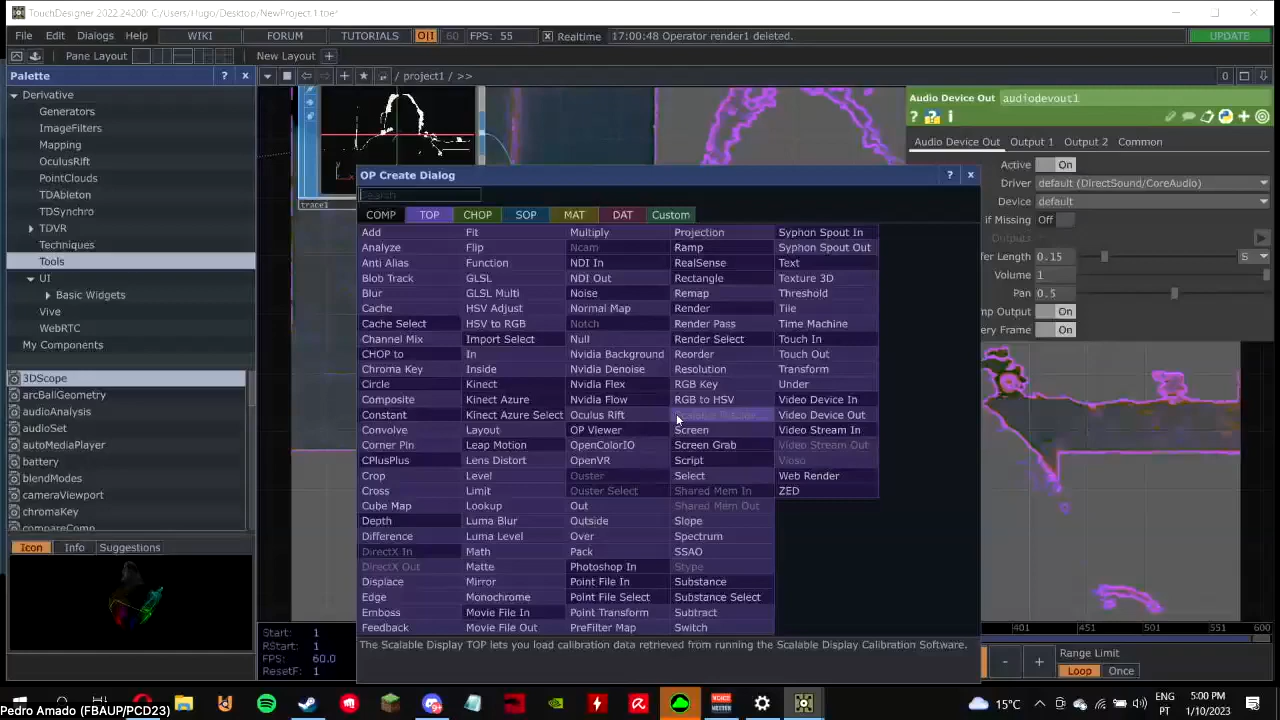 TouchDesigner 2022.24200: C:/Users/Hugo/Desktop/NewProject.1.toe*
File Edit Dialogs Help WIKI FORUM TUTORIALS O|I 60 FPS: 55 Realtime 17:00:48 Operator render1 deleted. UPDATE
Pane Layout New Layout
Palette ? x
/ project1 / >> 0
Derivative
Generators
ImageFilters
Mapping
OculusRift
PointClouds
TDAbleton
TDSynchro
TDVR
Techniques
Tools
UI
Basic Widgets
Vive
WebRTC
My Components
3DScope
arcBallGeometry
audioAnalysis
audioSet
autoMediaPlayer
battery
blendModes
cameraViewport
chromaKey
compareComp
Icon Info Suggestions
trace1
OP Create Dialog ? x
Search
COMP TOP CHOP SOP MAT DAT Custom
Add Fit Multiply Projection Syphon Spout In
Analyze Flip Ncam Ramp Syphon Spout Out
Anti Alias Function NDI In RealSense Text
Blob Track GLSL NDI Out Rectangle Texture 3D
Blur GLSL Multi Noise Remap Threshold
Cache HSV Adjust Normal Map Render Tile
Cache Select HSV to RGB Notch Render Pass Time Machine
Channel Mix Import Select Null Render Select Touch In
CHOP to In Nvidia Background Reorder Touch Out
Chroma Key Inside Nvidia Denoise Resolution Transform
Circle Kinect Nvidia Flex RGB Key Under
Composite Kinect Azure Nvidia Flow RGB to HSV Video Device In
Constant Kinect Azure Select Oculus Rift Video Device Out
Convolve Layout OP Viewer Screen Video Stream In
Corner Pin Leap Motion OpenColorIO Screen Grab Video Stream Out
CPlusPlus Lens Distort OpenVR Script Vioso
Crop Level Ouster Select Web Render
Cross Limit Ouster Select Shared Mem In ZED
Cube Map Lookup Out Shared Mem Out
Depth Luma Blur Outside Slope
Difference Luma Level Over Spectrum
DirectX In Math Pack SSAO
DirectX Out Matte Photoshop In Stype
Displace Mirror Point File In Substance
Edge Monochrome Point File Select Substance Select
Emboss Movie File In Point Transform Subtract
Feedback Movie File Out PreFilter Map Switch
The Scalable Display TOP lets you load calibration data retrieved from running the Scalable Display Calibration Software.
Audio Device Out audiodevout1
? ? i
Audio Device Out Output 1 Output 2 Common
Active On
Driver default (DirectSound/CoreAudio)
Device default
if Missing Off
Outputs
fer Length 0.15 S
Volume 1
Pan 0.5
mp Output On
ery Frame On
Start: 1
RStart: 1
FPS: 60.0
ResetF: 1
401 451 501 551 600
- + Range Limit
Loop Once
Pedro Amado (FBAUP/PCD23)
15°C ENG PT 5:00 PM 1/10/2023